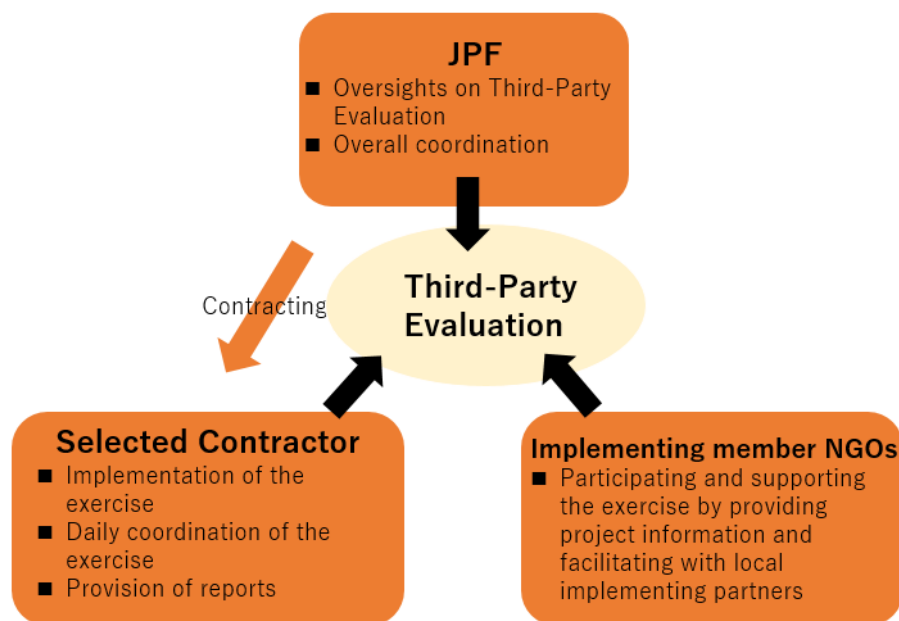 JPF
■ Oversights on Third-Party
Evaluation
■ Overall coordination
Contracting
Third-Party
Evaluation
Selected Contractor
■ Implementation of the
exercise
■ Daily coordination of the
exercise
■ Provision of reports
Implementing member NGOs
■ Participating and supporting
the exercise by providing
project information and
facilitating with local
implementing partners